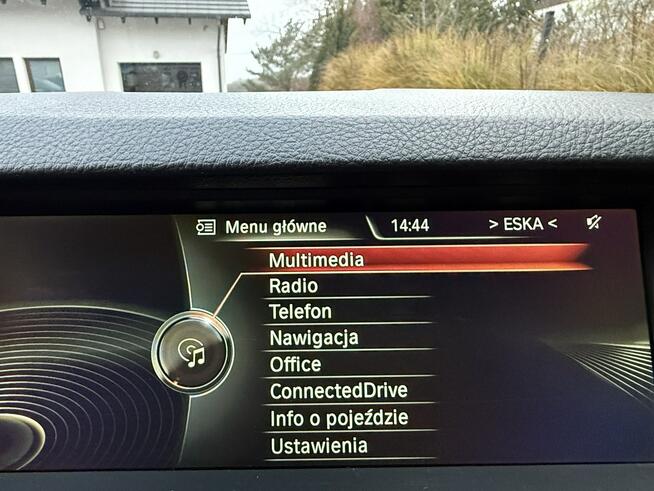 Menu główne 14:44 > ESKA <
Multimedia
Radio
Telefon
Nawigacja
Office
ConnectedDrive
Info o pojeździe
Ustawienia